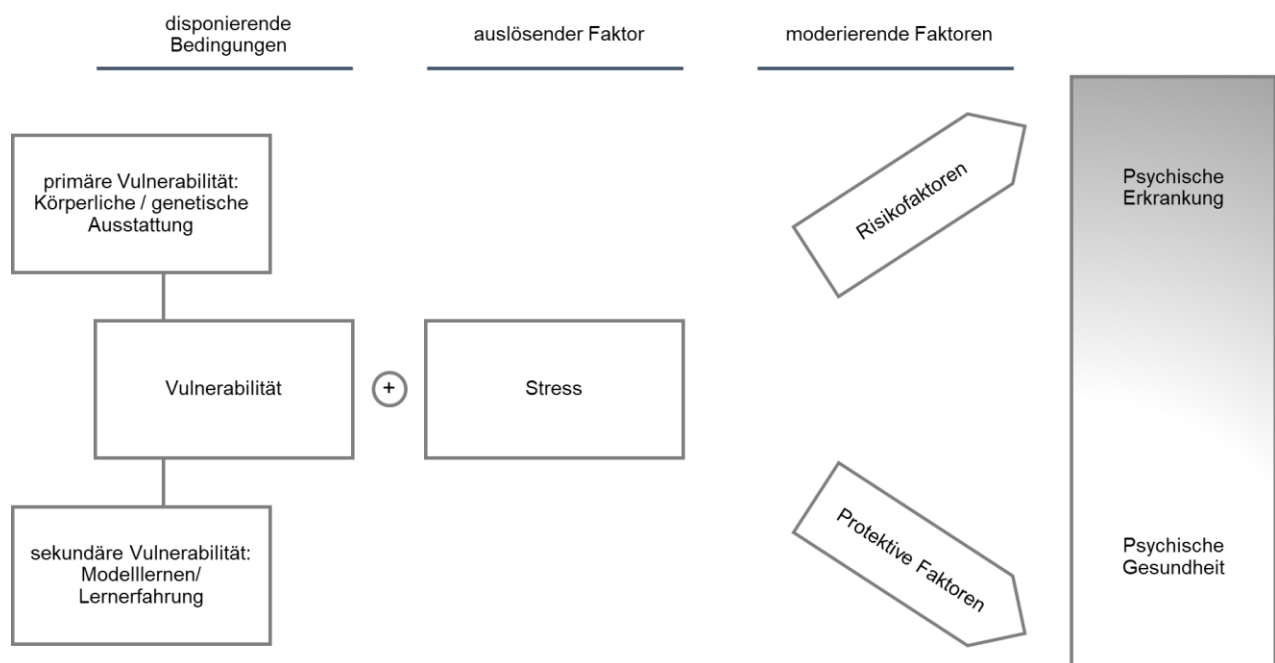 disponierende
Bedingungen
auslösender Faktor
moderierende Faktoren
primäre Vulnerabilität:
Körperliche / genetische
Ausstattung
Risikofaktoren
Psychische
Erkrankung
Vulnerabilität
+
Stress
sekundäre Vulnerabilität:
Modelllernen/
Lernerfahrung
Protektive Faktoren
Psychische
Gesundheit